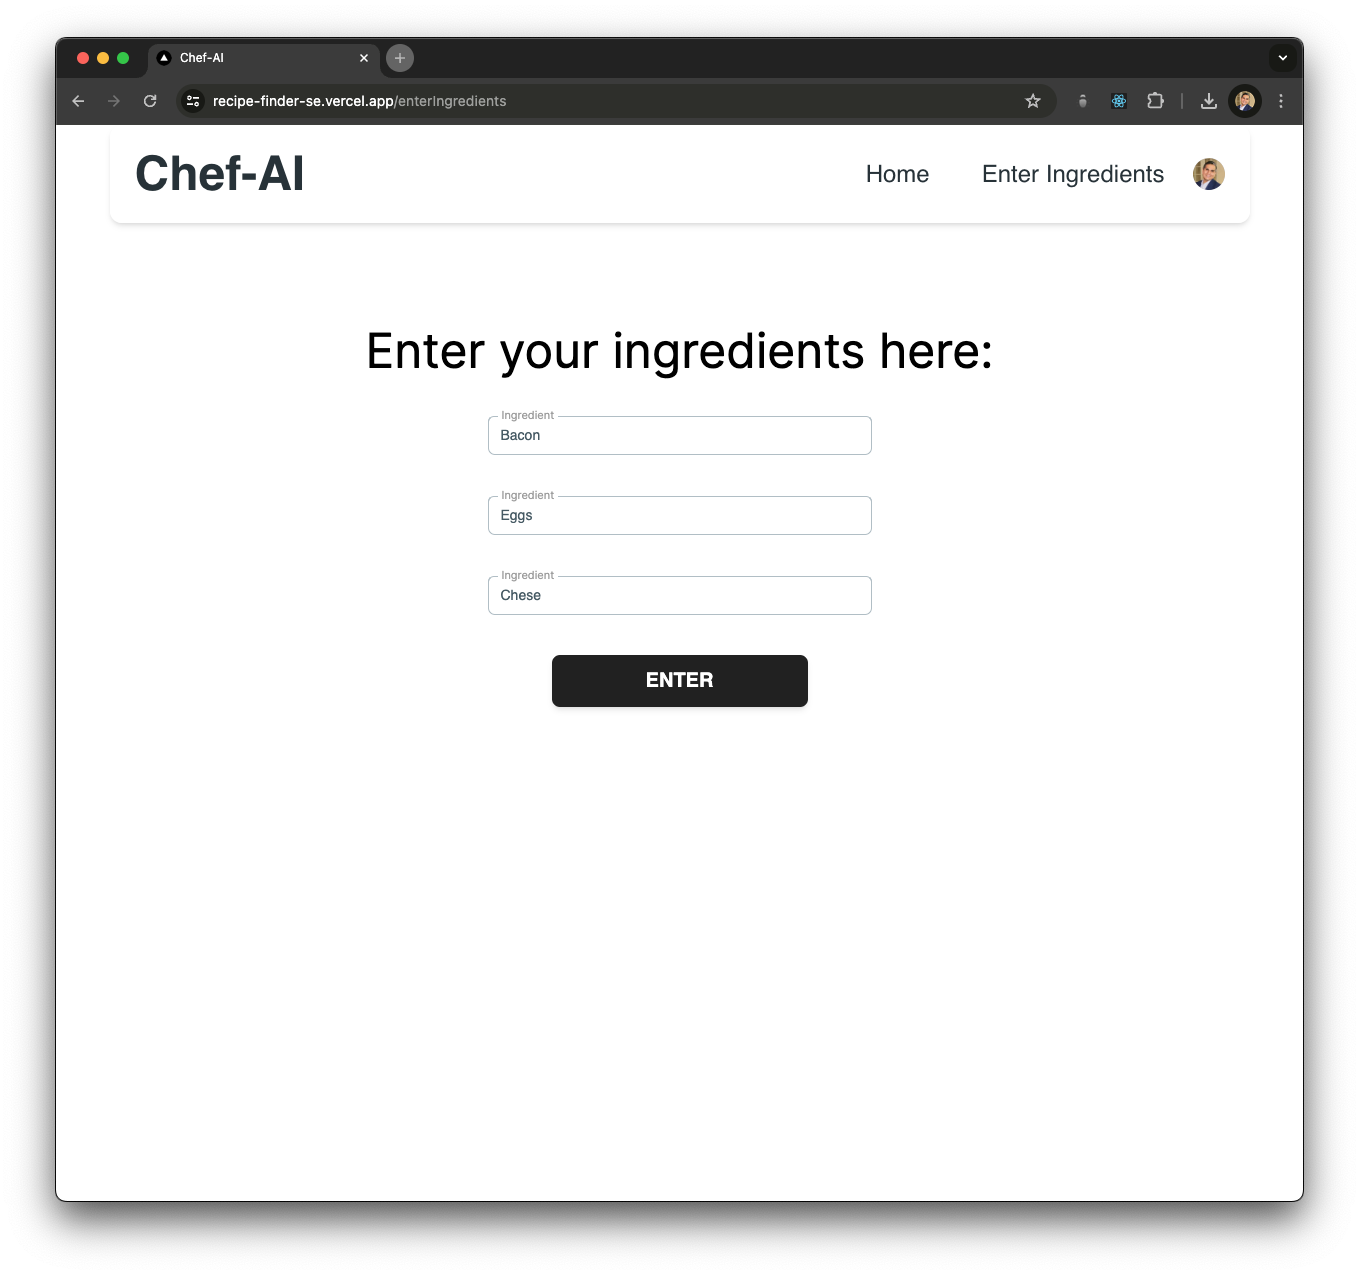 Chef-AI
recipe-finder-se.vercel.app/enterIngredients
Chef-AI Home Enter Ingredients
Enter your ingredients here:
Ingredient
Bacon
Ingredient
Eggs
Ingredient
Chese
ENTER